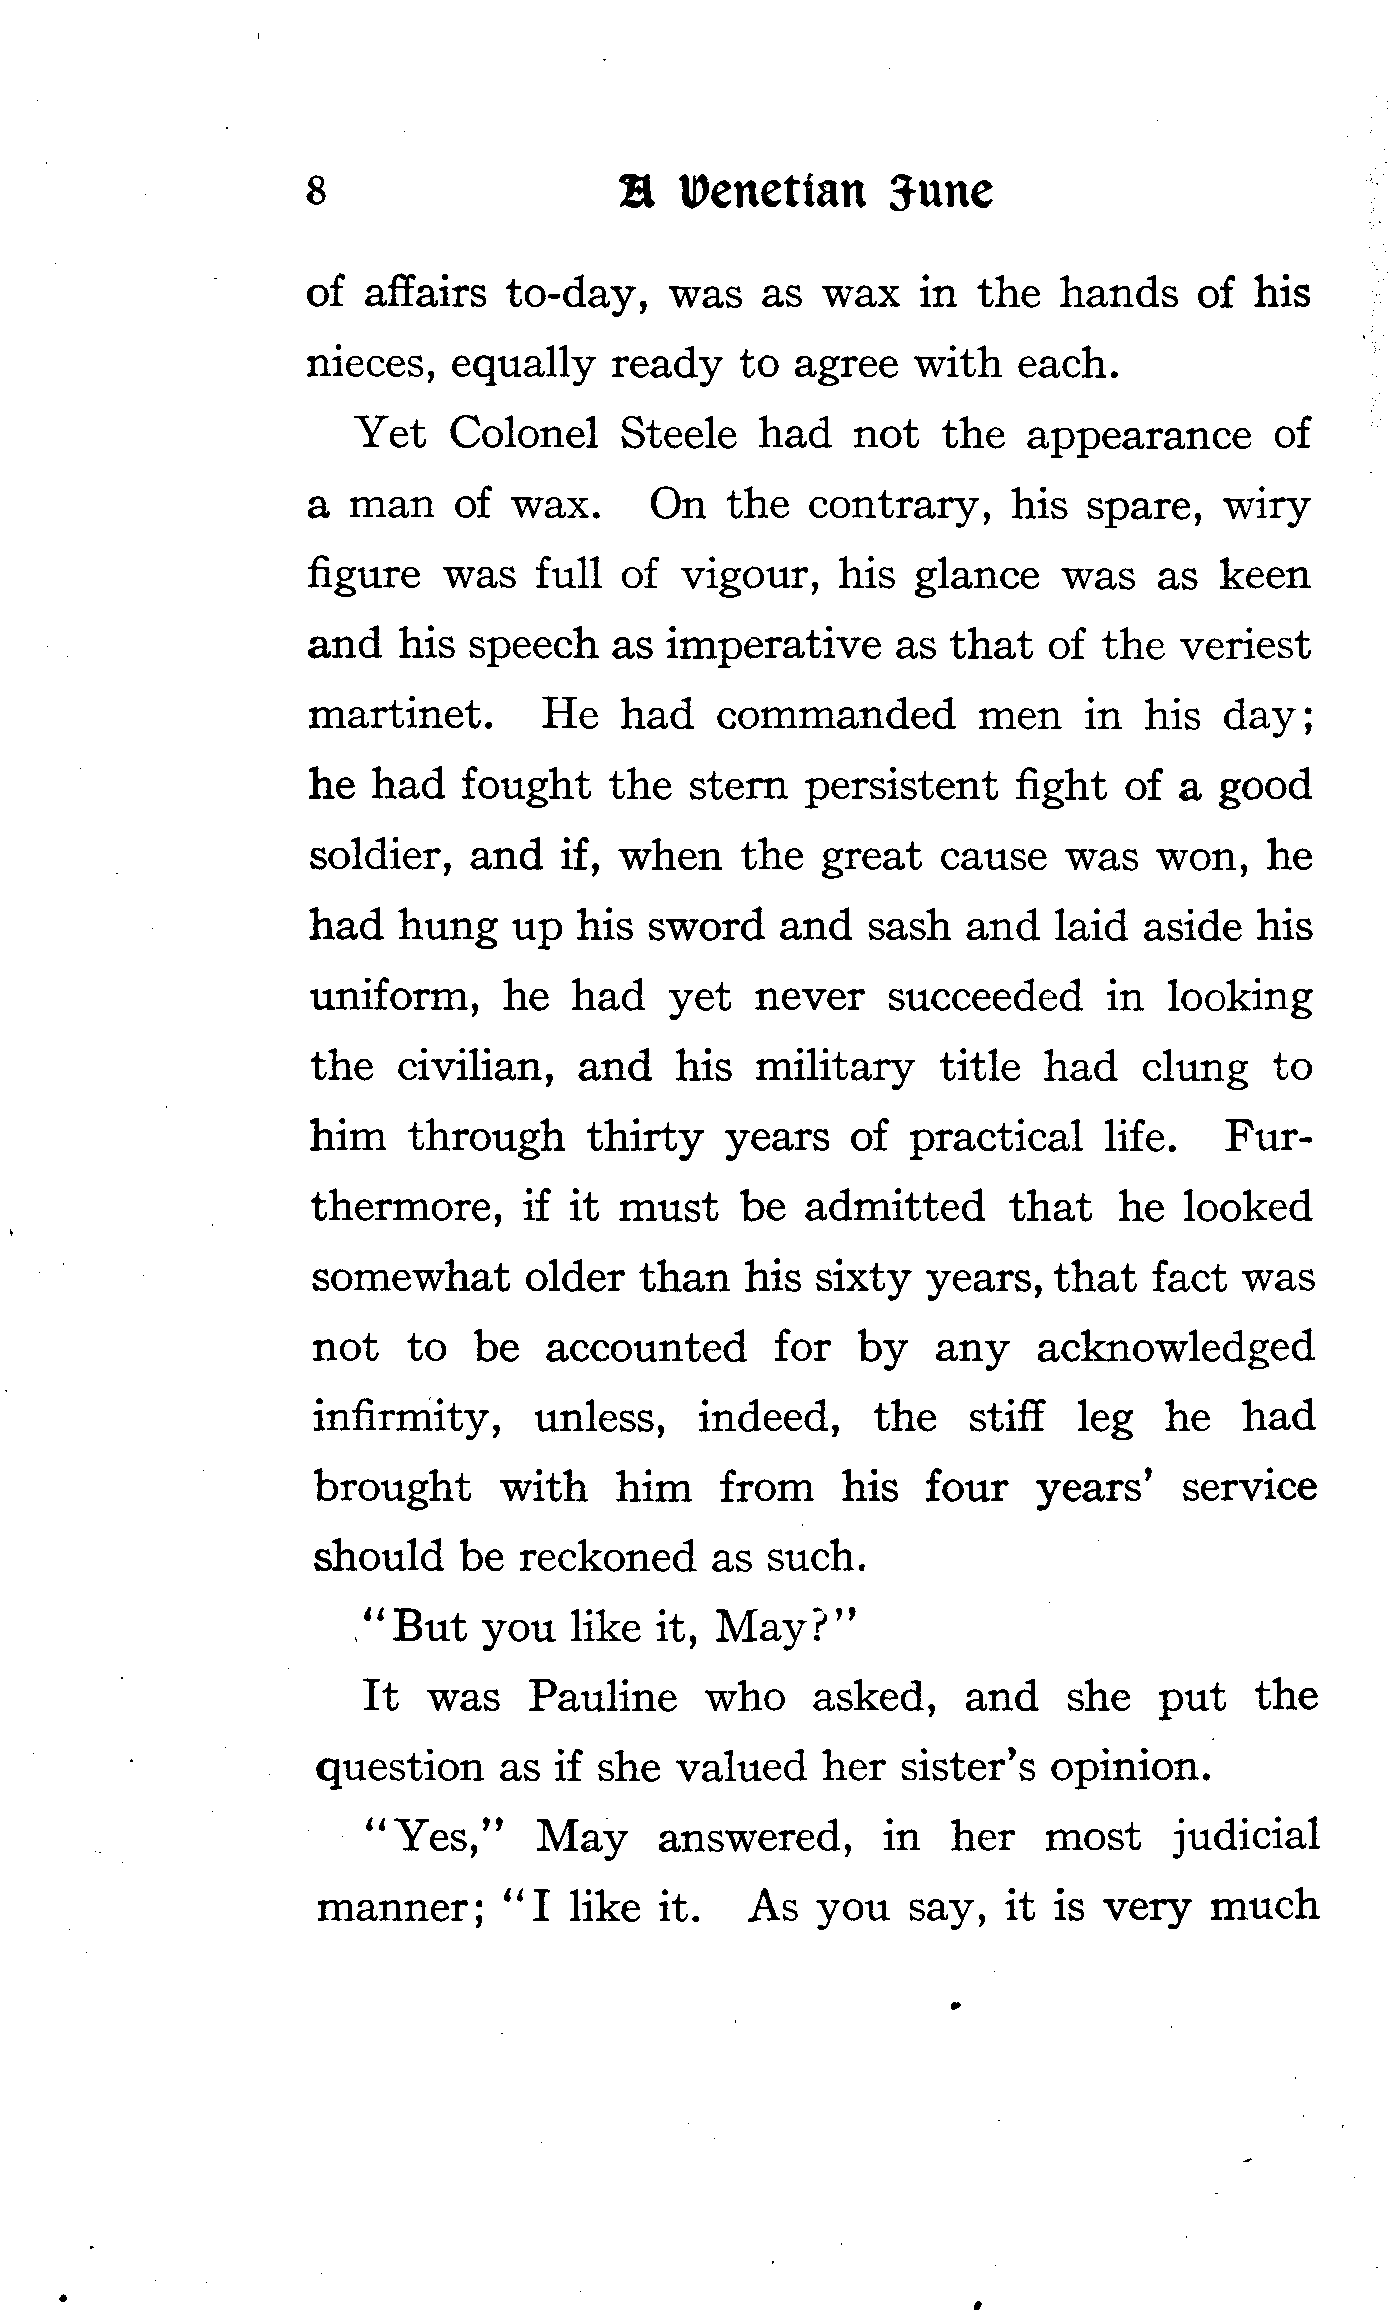 8 A Venetian June
of affairs to-day, was as wax in the hands of his
nieces, equally ready to agree with each.
Yet Colonel Steele had not the appearance of
a man of wax. On the contrary, his spare, wiry
figure was full of vigour, his glance was as keen
and his speech as imperative as that of the veriest
martinet. He had commanded men in his day;
he had fought the stern persistent fight of a good
soldier, and if, when the great cause was won, he
had hung up his sword and sash and laid aside his
uniform, he had yet never succeeded in looking
the civilian, and his military title had clung to
him through thirty years of practical life. Fur-
thermore, if it must be admitted that he looked
somewhat older than his sixty years, that fact was
not to be accounted for by any acknowledged
infirmity, unless, indeed, the stiff leg he had
brought with him from his four years' service
should be reckoned as such.
"But you like it, May?"
It was Pauline who asked, and she put the
question as if she valued her sister's opinion.
"Yes," May answered, in her most judicial
manner; "I like it. As you say, it is very much